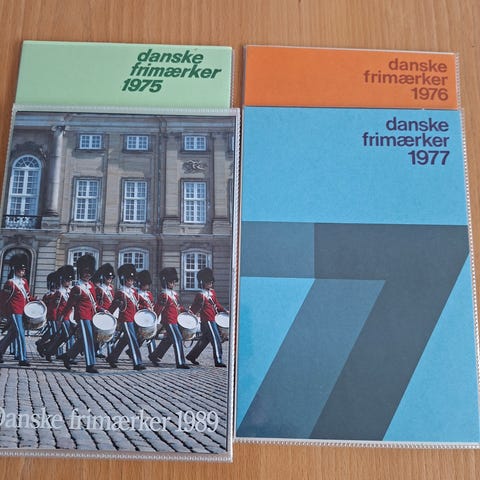 danske
frimærker
1975
danske
frimærker
1976
danske
frimærker
1977
Danske frimærker 1989